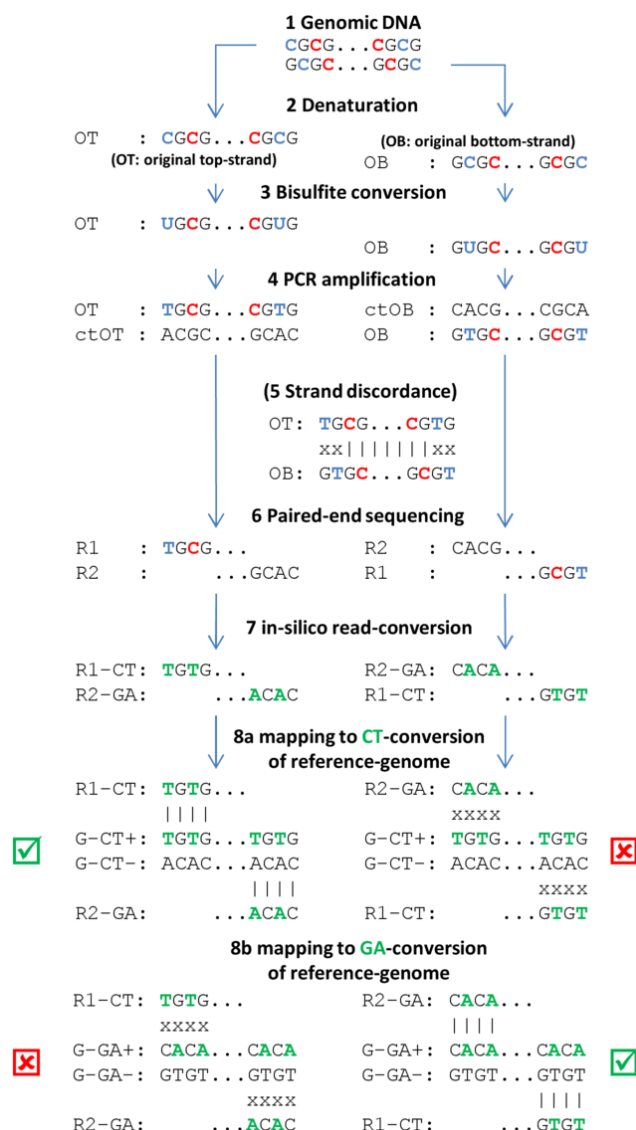 1 Genomic DNA
CGCG...CGCG
GCGC...GCGC
2 Denaturation
OT : CGCG...CGCG
(OT: original top-strand)
(OB: original bottom-strand)
OB : GCGC...GCGC
3 Bisulfite conversion
OT : UGCG...CGUG
OB : GUGC...GCGU
4 PCR amplification
OT : TGCG...CGTG ctOB : CACG...CGCA
ctOT : ACGC...GCAC OB : GTGC...GCGT
(5 Strand discordance)
OT: TGCG...CGTG
xx|||||||xx
OB: GTGC...GCGT
6 Paired-end sequencing
R1 : TGCG... R2 : CACG...
R2 : ...GCAC R1 : ...GCGT
7 in-silico read-conversion
R1-CT: TGTG... R2-GA: CACA...
R2-GA: ...ACAC R1-CT: ...GTGT
8a mapping to CT-conversion
of reference-genome
R1-CT: TGTG... R2-GA: CACA...
|||| xxxx
G-CT+: TGTG...TGTG G-CT+: TGTG...TGTG
G-CT-: ACAC...ACAC G-CT-: ACAC...ACAC
|||| xxxx
R2-GA: ...ACAC R1-CT: ...GTGT
8b mapping to GA-conversion
of reference-genome
R1-CT: TGTG... R2-GA: CACA...
xxxx ||||
G-GA+: CACA...CACA G-GA+: CACA...CACA
G-GA-: GTGT...GTGT G-GA-: GTGT...GTGT
xxxx ||||
R2-GA: ...ACAC R1-CT: ...GTGT